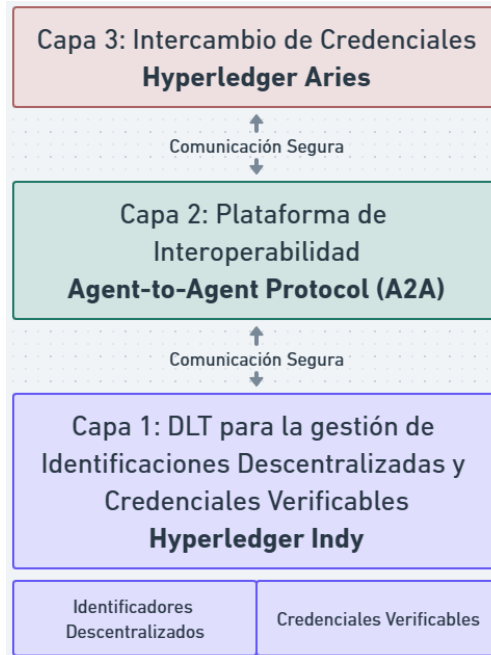 Capa 3: Intercambio de Credenciales
Hyperledger Aries
Comunicación Segura
Capa 2: Plataforma de
Interoperabilidad
Agent-to-Agent Protocol (A2A)
Comunicación Segura
Capa 1: DLT para la gestión de
Identificaciones Descentralizadas y
Credenciales Verificables
Hyperledger Indy
Identificadores
Descentralizados
Credenciales Verificables